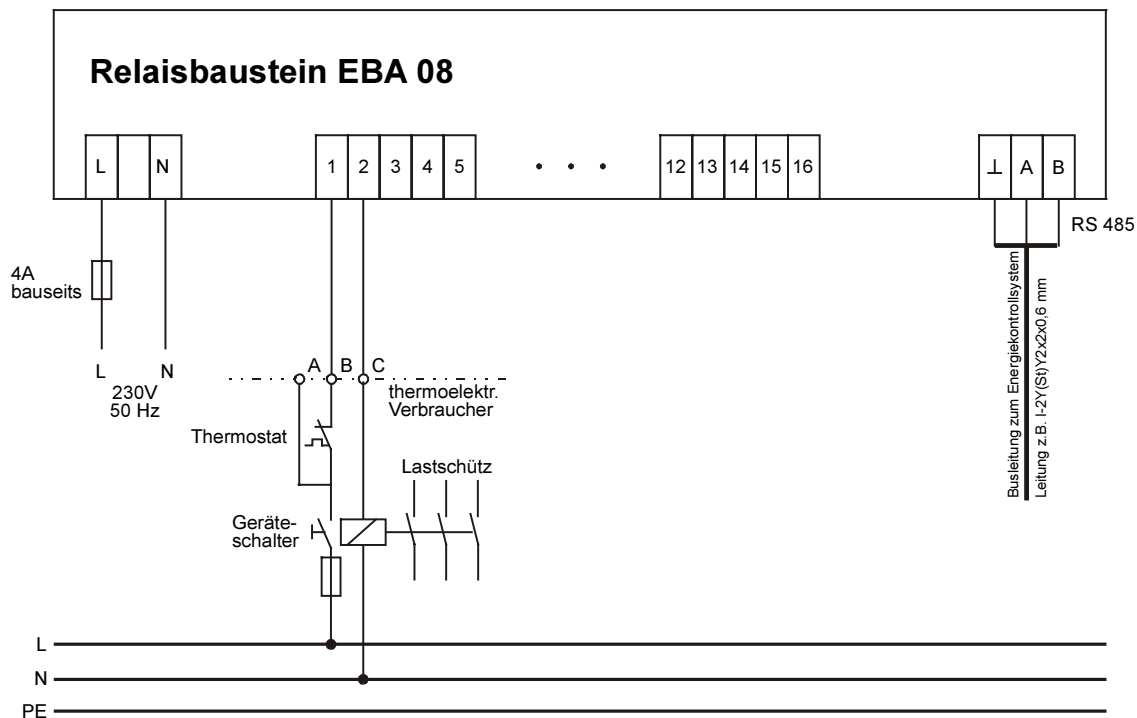 Relaisbaustein EBA 08
L N 1 2 3 4 5 . . . 12 13 14 15 16 ⊥ A B
RS 485
4A
bauseits
L N
230V
50 Hz
A B C
thermoelektr.
Verbraucher
Thermostat
Lastschütz
Geräte-
schalter
Busleitung zum Energiekontrollsystem
Leitung z.B. I-2Y(St)Y2x2x0,6 mm
L
N
PE